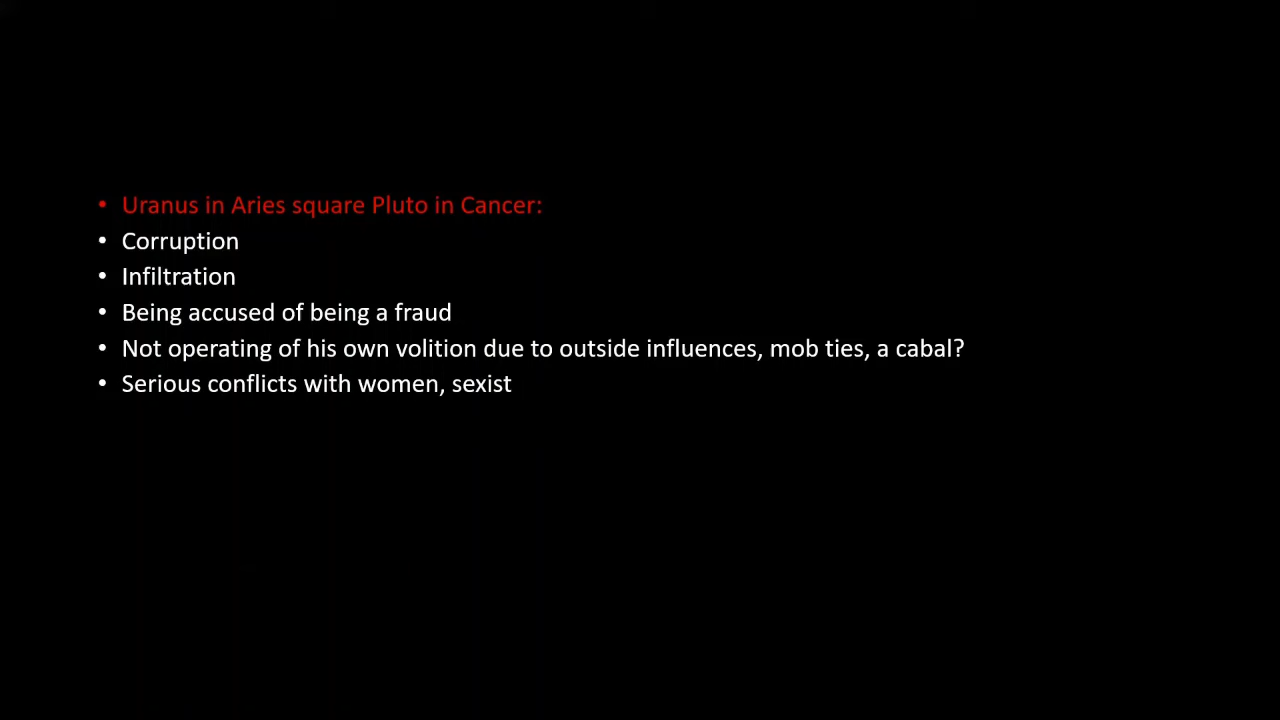 • Uranus in Aries square Pluto in Cancer:
• Corruption
• Infiltration
• Being accused of being a fraud
• Not operating of his own volition due to outside influences, mob ties, a cabal?
• Serious conflicts with women, sexist